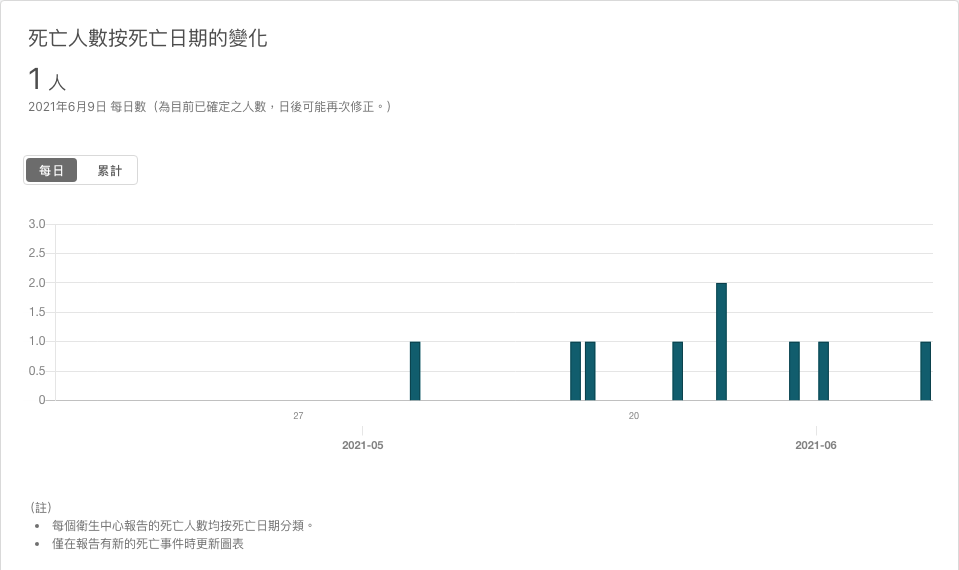 死亡人數按死亡日期的變化
1 人
2021年6月9日 每日數（為目前已確定之人數，日後可能再次修正。）
每日 累計
3.0
2.5
2.0
1.5
1.0
0.5
0
27 20
2021-05 2021-06
（註）
• 每個衛生中心報告的死亡人數均按死亡日期分類。
• 僅在報告有新的死亡事件時更新圖表